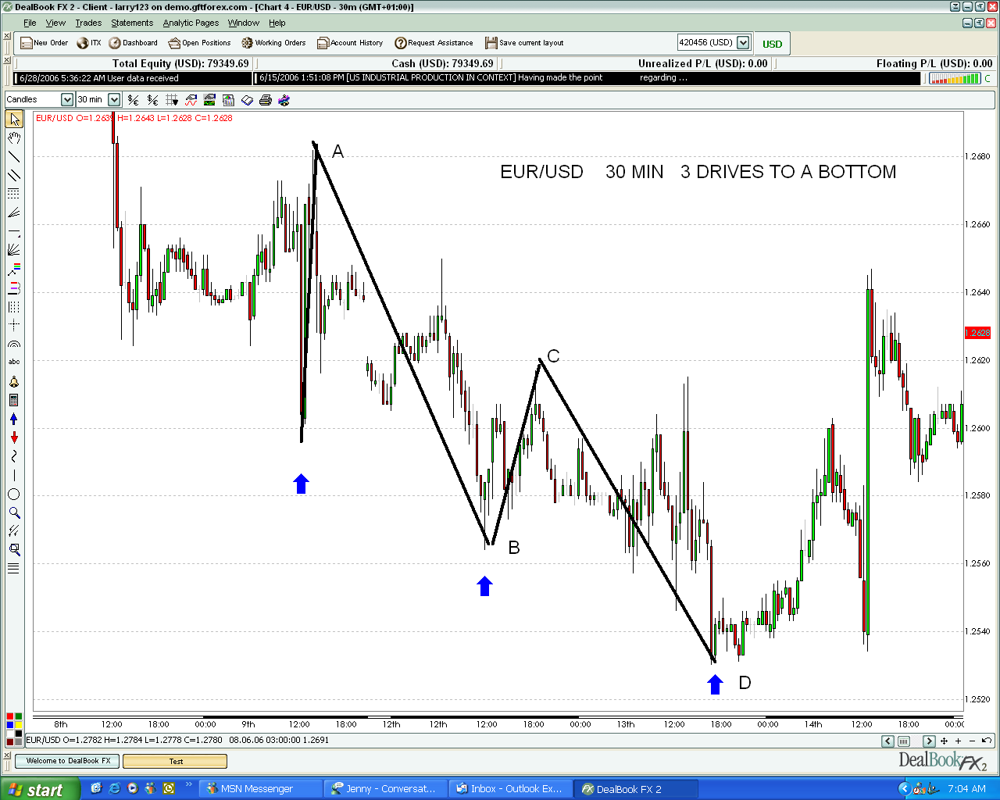 DealBook FX 2 - Client - larry123 on demo.gftforex.com - [Chart 4 - EUR/USD - 30m (GMT+01:00)]
File View Trades Statements Analytic Pages Window Help
New Order ITX Dashboard Open Positions Working Orders Account History Request Assistance Save current layout 420456 (USD) USD
Total Equity (USD): 79349.69 Cash (USD): 79349.69 Unrealized P/L (USD): 0.00 Floating P/L (USD): 0.00
6/28/2006 5:36:22 AM User data received 6/15/2006 1:51:08 PM [US INDUSTRIAL PRODUCTION IN CONTEXT] Having made the point regarding ... C
Candles 30 min
EUR/USD O=1.2639 H=1.2643 L=1.2628 C=1.2628
A
EUR/USD 30 MIN 3 DRIVES TO A BOTTOM
1.2680
1.2660
1.2640
1.2628
C
1.2620
abc
1.2600
1.2580
B
1.2560
1.2540
D
1.2520
8th 12:00 18:00 00:00 9th 12:00 12th 18:00 12th 12:00 18:00 00:00 13th 12:00 18:00 00:00 14th 12:00 18:00 00:00
EUR/USD O=1.2782 H=1.2784 L=1.2778 C=1.2780 08.06.06 03:00:00 1.2691
Welcome to DealBook FX Test
DealBook FX 2
start MSN Messenger Jenny - Conversat... Inbox - Outlook Ex... DealBook FX 2 7:04 AM